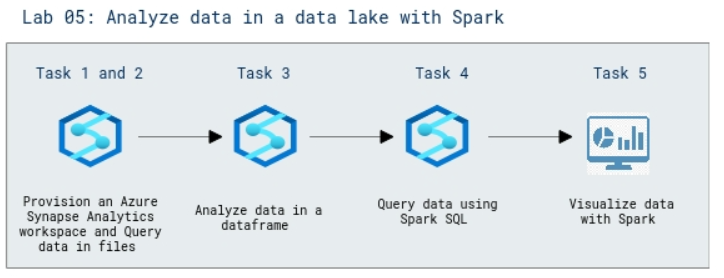 Lab 05: Analyze data in a data lake with Spark
Task 1 and 2
Task 3
Task 4
Task 5
Provision an Azure
Synapse Analytics
workspace and Query
data in files
Analyze data in a
dataframe
Query data using
Spark SQL
Visualize data
with Spark